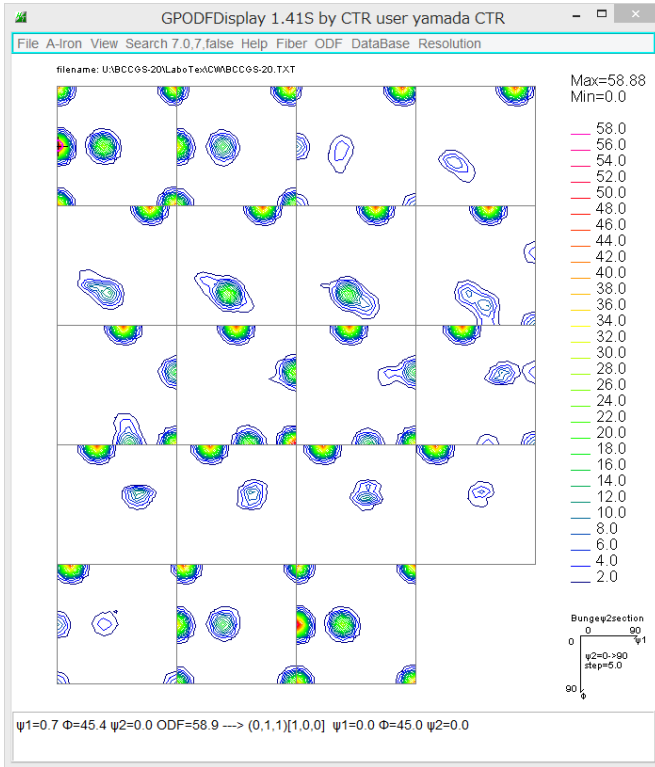 GPODFDisplay 1.41S by CTR user yamada CTR
File A-Iron View Search 7.0,7,false Help Fiber ODF DataBase Resolution
filename: U:\BCCGS-20\LaboTex\CW\BCCGS-20.TXT
Max=58.88
Min=0.0
58.0
56.0
54.0
52.0
50.0
48.0
46.0
44.0
42.0
40.0
38.0
36.0
34.0
32.0
30.0
28.0
26.0
24.0
22.0
20.0
18.0
16.0
14.0
12.0
10.0
8.0
6.0
4.0
2.0
Bungeψ2section
0 90
0 ψ1
ψ2=0->90
step=5.0
90
Φ
ψ1=0.7 Φ=45.4 ψ2=0.0 ODF=58.9 ---> (0,1,1)[1,0,0] ψ1=0.0 Φ=45.0 ψ2=0.0